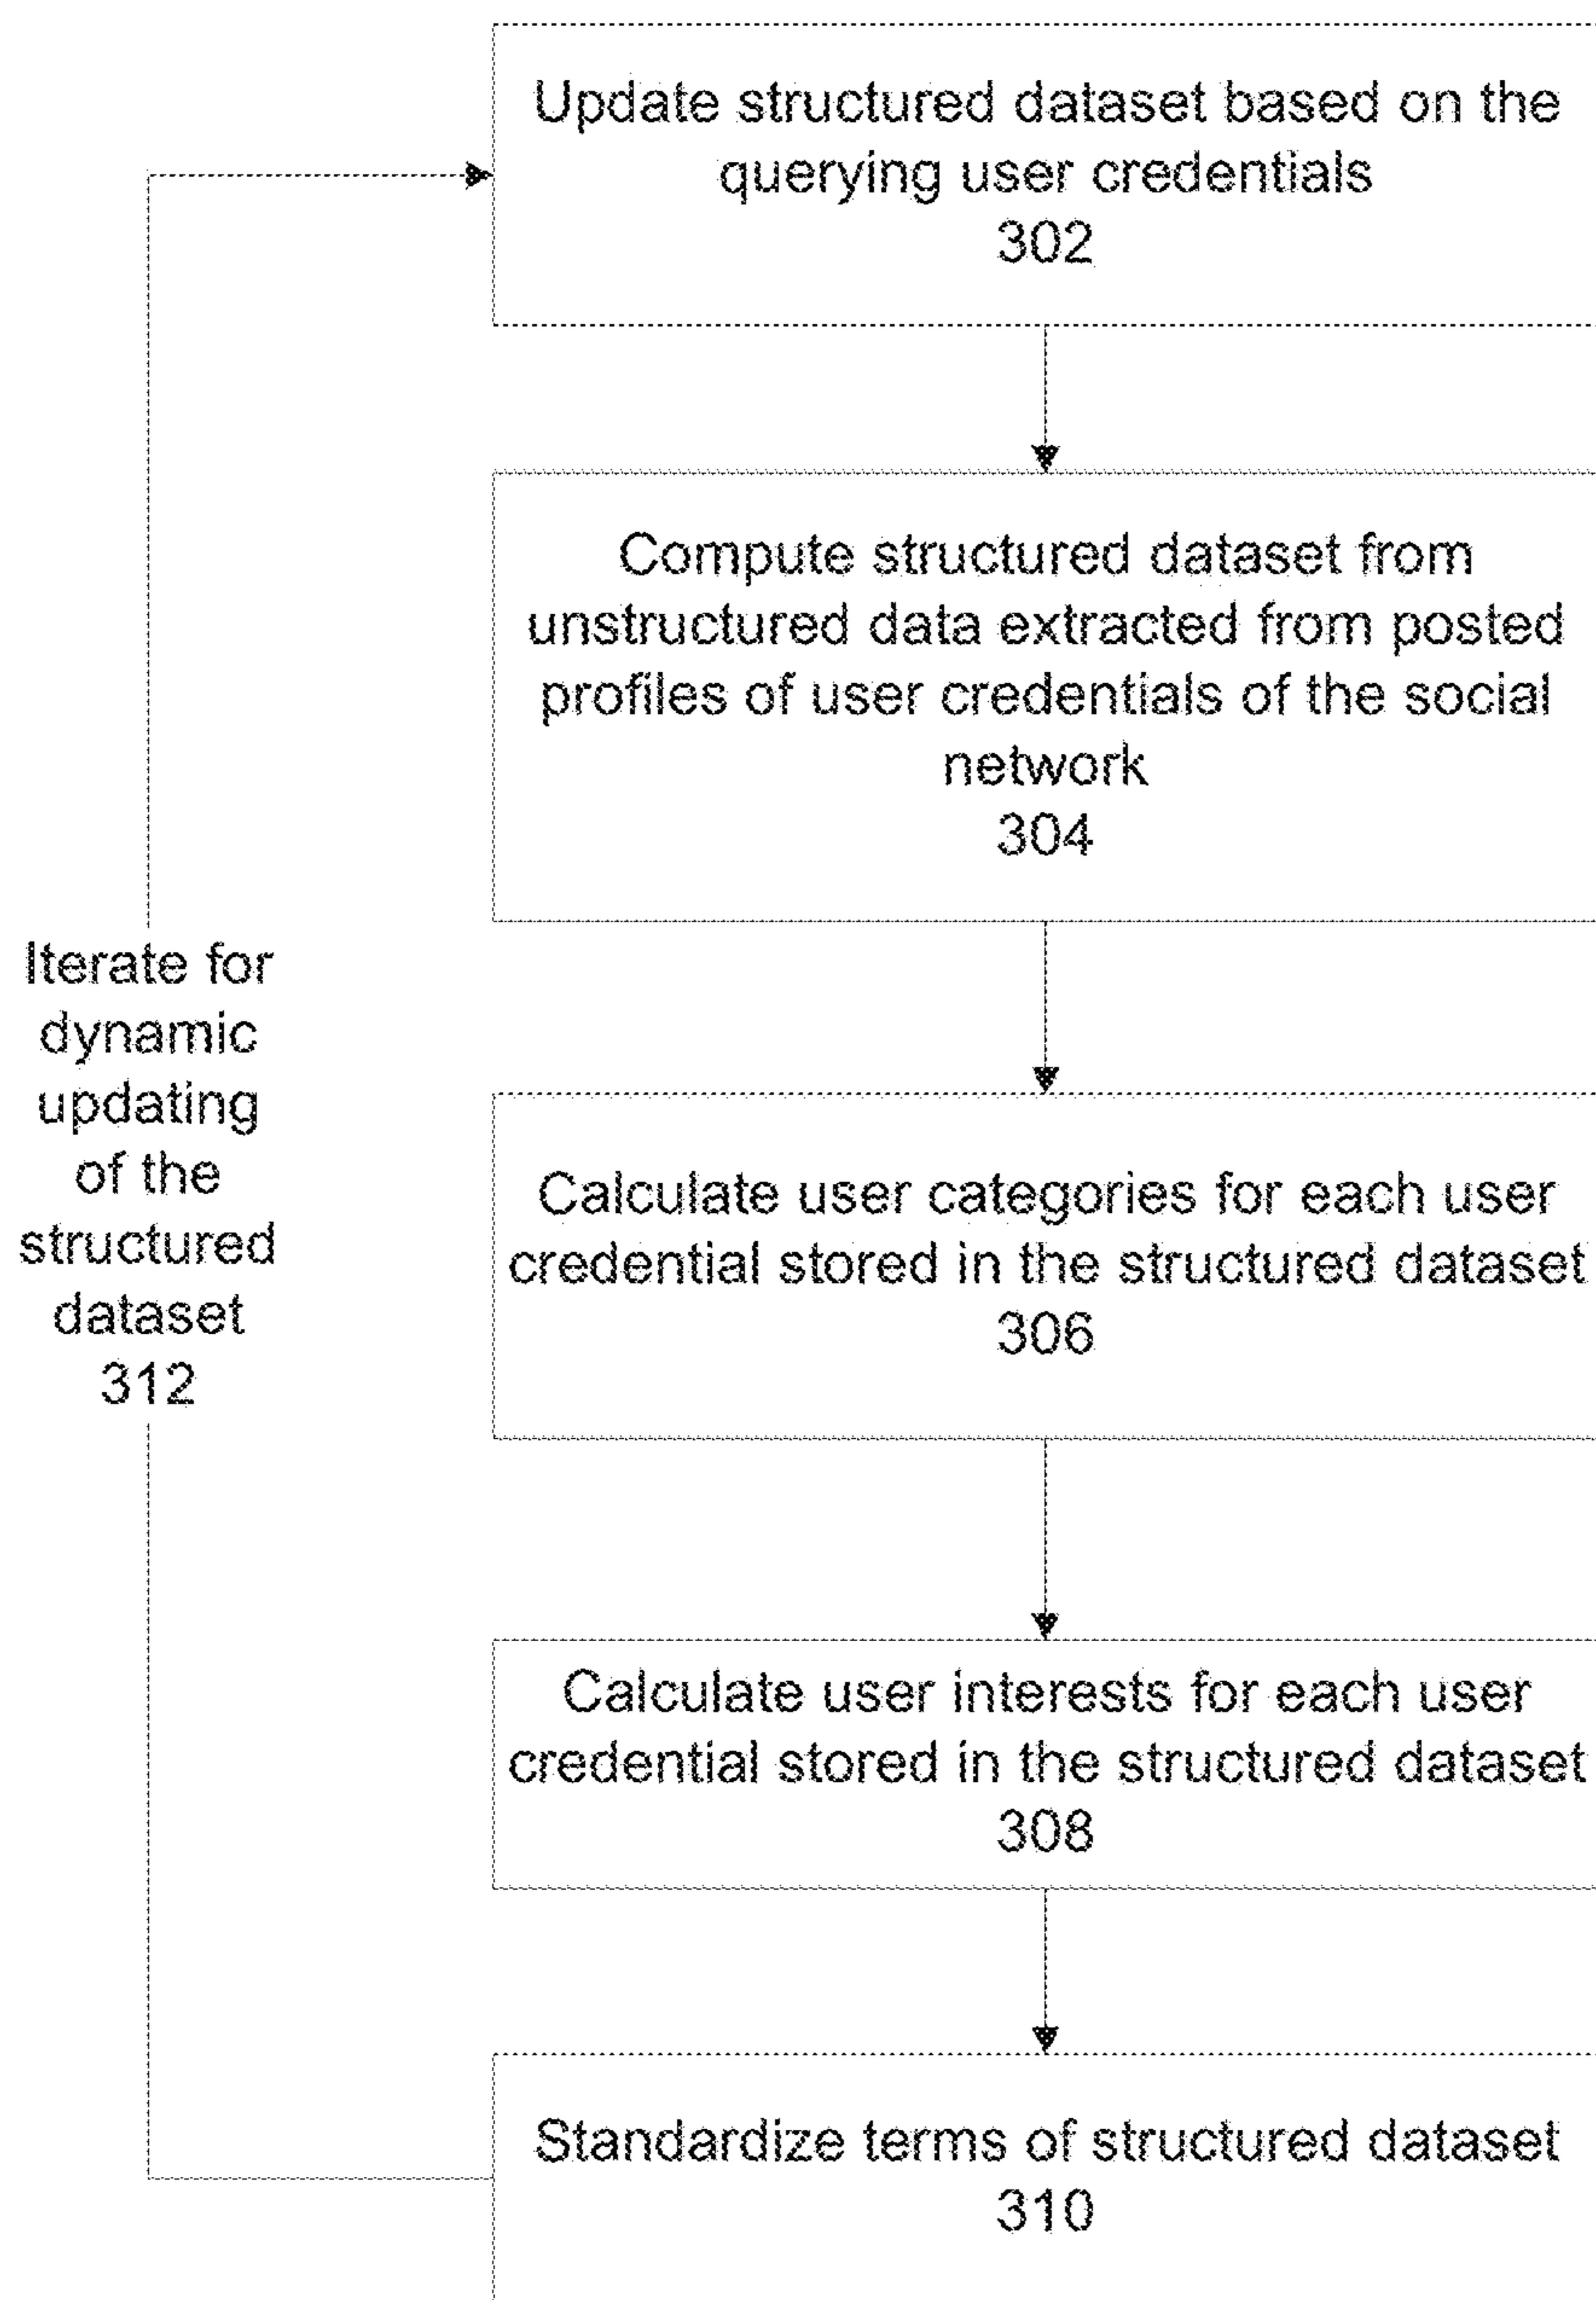 Update structured dataset based on the
querying user credentials
302
Compute structured dataset from
unstructured data extracted from posted
profiles of user credentials of the social
network
304
Iterate for
dynamic
updating
of the
structured
dataset
312
Calculate user categories for each user
credential stored in the structured dataset
306
Calculate user interests for each user
credential stored in the structured dataset
308
Standardize terms of structured dataset
310